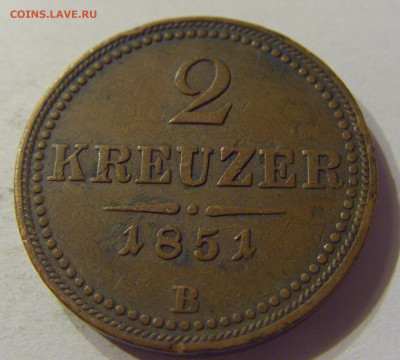 COINS.LAVE.RU
2
KREUZER
1851
B